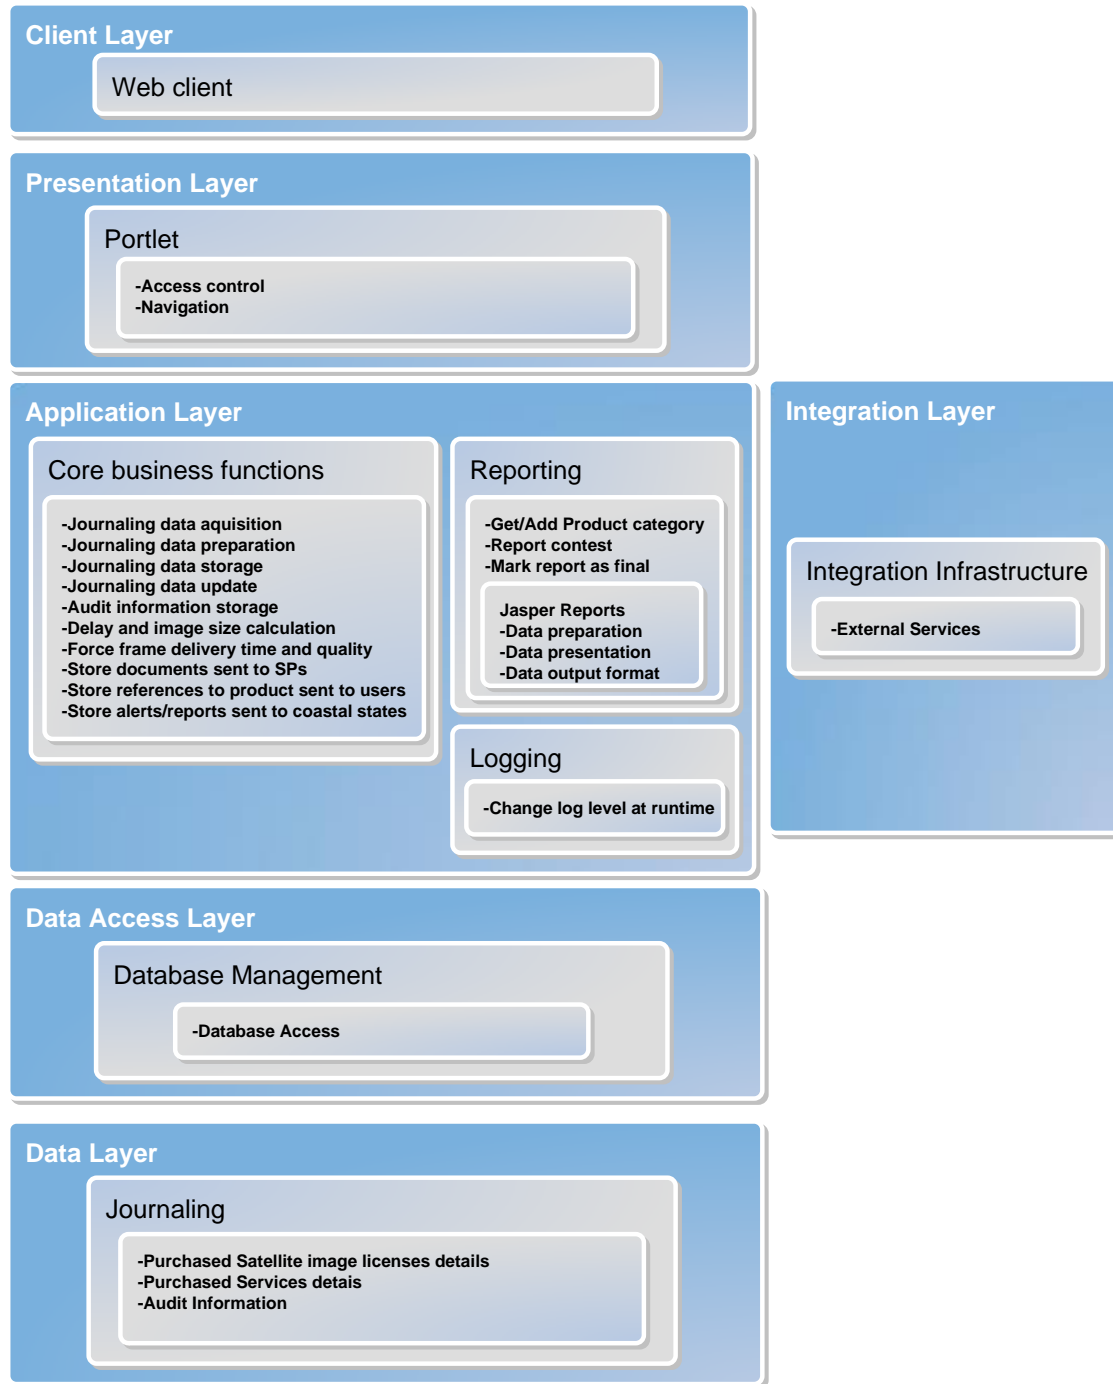 Client Layer
Web client
Presentation Layer
Portlet
-Access control
-Navigation
Application Layer
Core business functions
-Journaling data aquisition
-Journaling data preparation
-Journaling data storage
-Journaling data update
-Audit information storage
-Delay and image size calculation
-Force frame delivery time and quality
-Store documents sent to SPs
-Store references to product sent to users
-Store alerts/reports sent to coastal states
Reporting
-Get/Add Product category
-Report contest
-Mark report as final
Jasper Reports
-Data preparation
-Data presentation
-Data output format
Logging
-Change log level at runtime
Integration Layer
Integration Infrastructure
-External Services
Data Access Layer
Database Management
-Database Access
Data Layer
Journaling
-Purchased Satellite image licenses details
-Purchased Services detais
-Audit Information